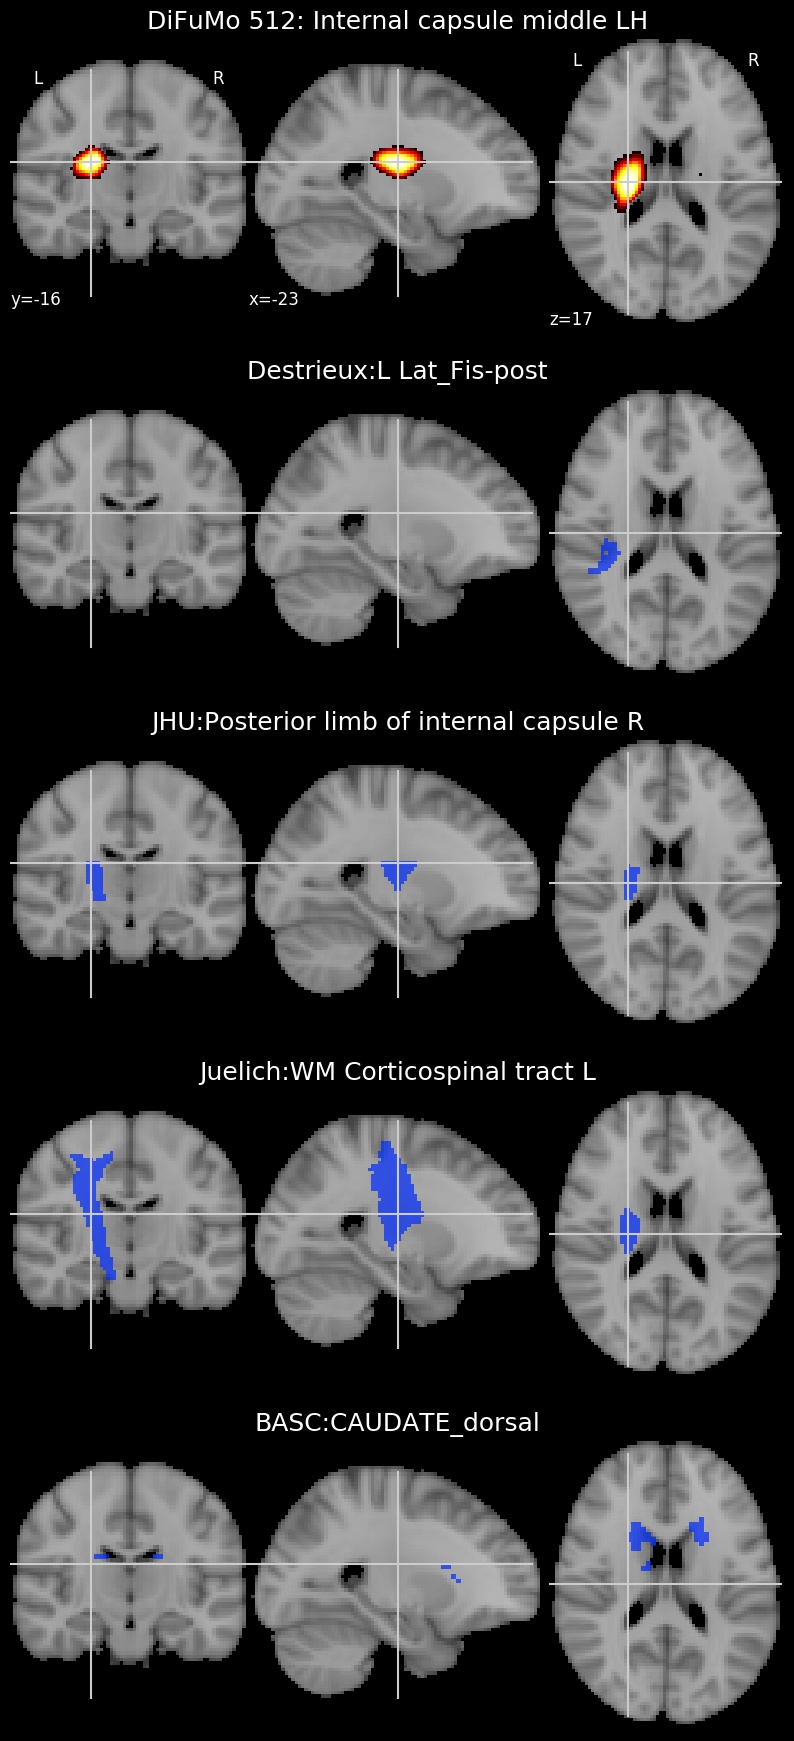 DiFuMo 512: Internal capsule middle LH
L R L R
y=-16 x=-23 z=17
Destrieux:L Lat_Fis-post
JHU:Posterior limb of internal capsule R
Juelich:WM Corticospinal tract L
BASC:CAUDATE_dorsal